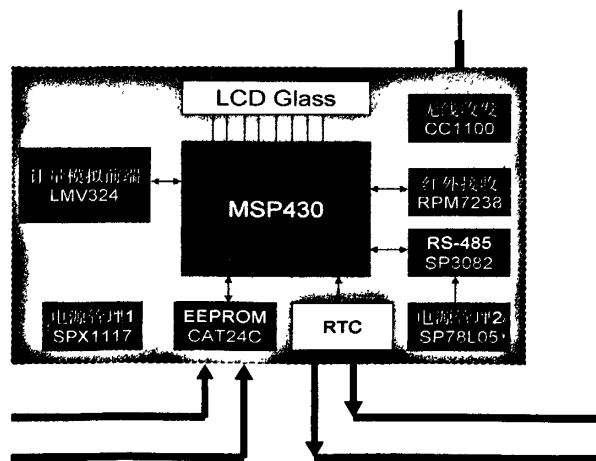 LCD Glass
无线收发
CC1100
计量模拟前端
LMV324
MSP430
红外接收
RPM7238
RS-485
SP3082
电源管理1
SPX1117
EEPROM
CAT24C
RTC
电源管理2
SP78L05